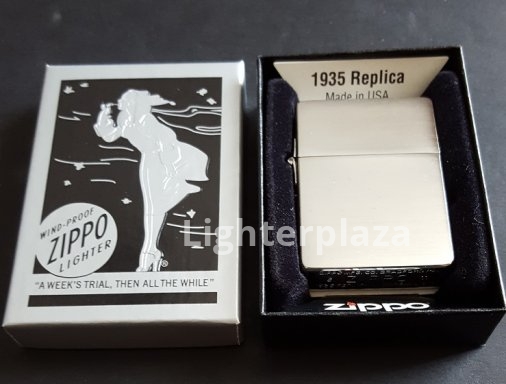 WIND-PROOF
ZIPPO
LIGHTER
"A WEEK'S TRIAL, THEN ALL THE WHILE"
1935 Replica
Made in USA
zippo
Lighterplaza